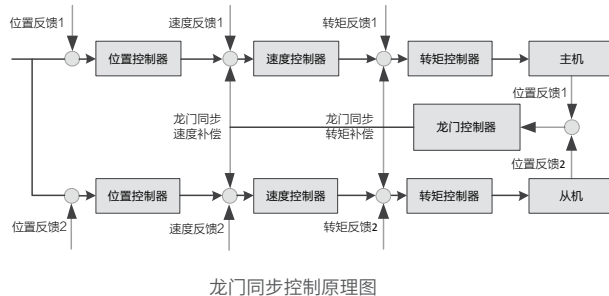 位置反馈1
速度反馈1
转矩反馈1
位置控制器
速度控制器
转矩控制器
主机
位置反馈1
龙门同步
速度补偿
龙门同步
转矩补偿
龙门控制器
位置反馈2
位置控制器
速度控制器
转矩控制器
从机
位置反馈2
速度反馈2
转矩反馈2
龙门同步控制原理图